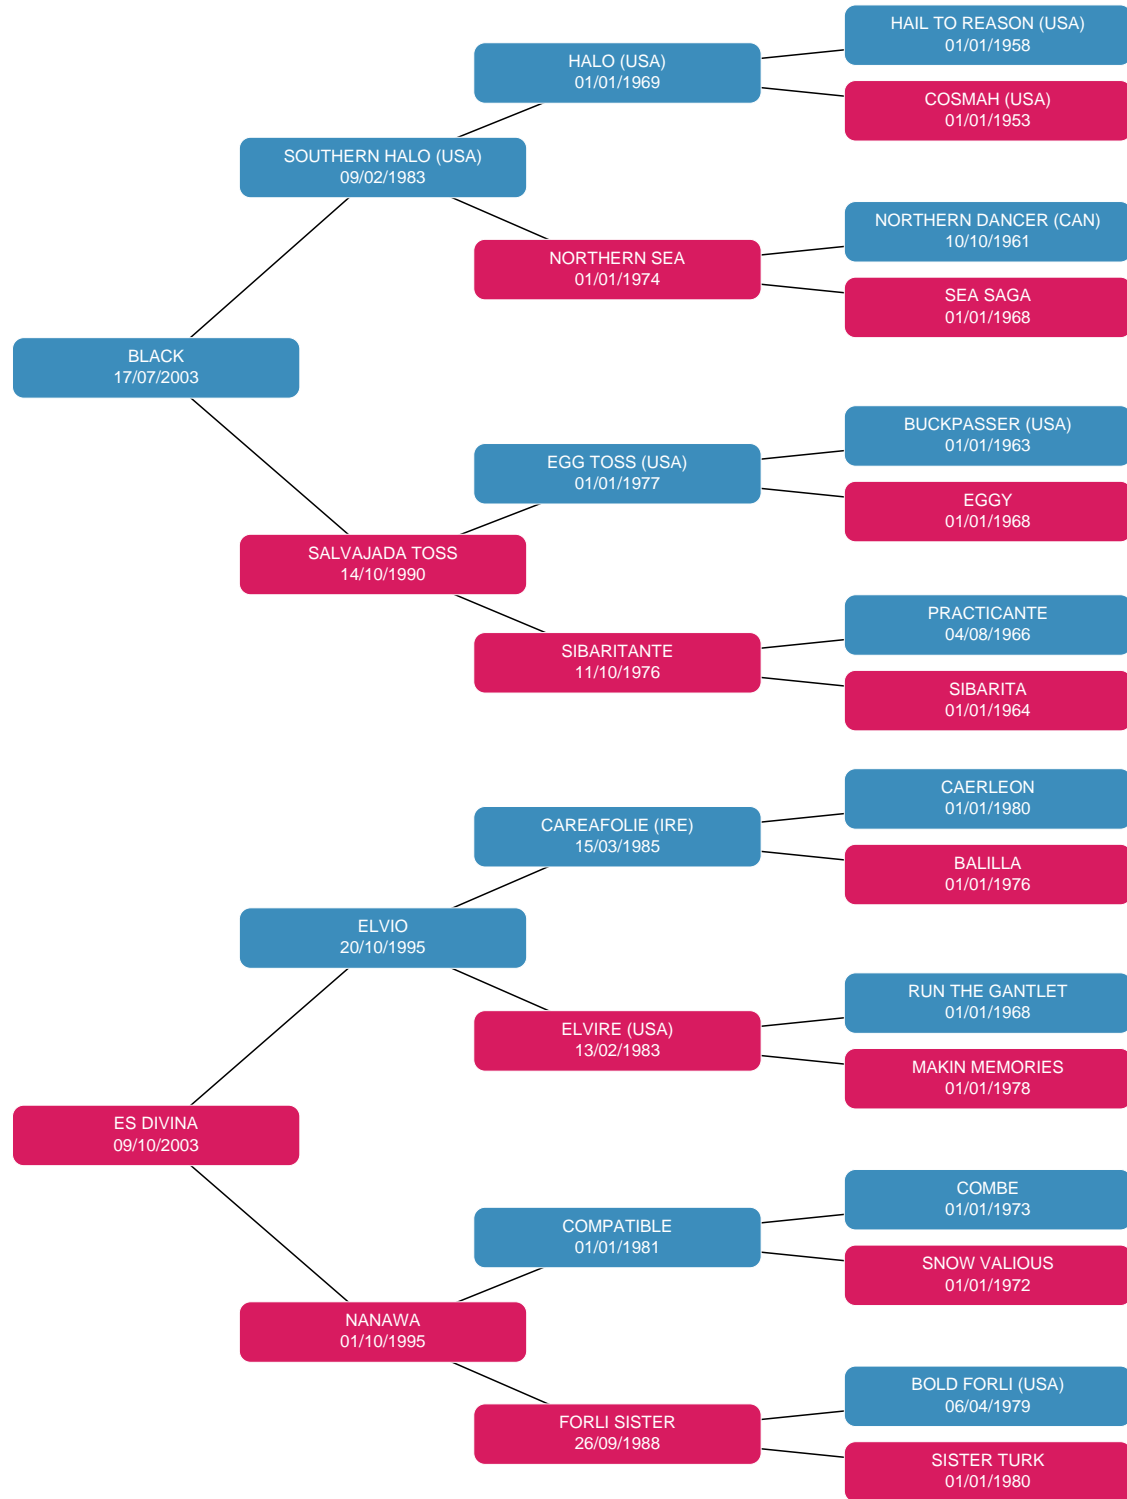 HAIL TO REASON (USA)
01/01/1958
HALO (USA)
01/01/1969
COSMAH (USA)
01/01/1953
SOUTHERN HALO (USA)
09/02/1983
NORTHERN DANCER (CAN)
10/10/1961
NORTHERN SEA
01/01/1974
SEA SAGA
01/01/1968
BLACK
17/07/2003
BUCKPASSER (USA)
01/01/1963
EGG TOSS (USA)
01/01/1977
EGGY
01/01/1968
SALVAJADA TOSS
14/10/1990
PRACTICANTE
04/08/1966
SIBARITANTE
11/10/1976
SIBARITA
01/01/1964
CAERLEON
01/01/1980
CAREAFOLIE (IRE)
15/03/1985
BALILLA
01/01/1976
ELVIO
20/10/1995
RUN THE GANTLET
01/01/1968
ELVIRE (USA)
13/02/1983
MAKIN MEMORIES
01/01/1978
ES DIVINA
09/10/2003
COMBE
01/01/1973
COMPATIBLE
01/01/1981
SNOW VALIOUS
01/01/1972
NANAWA
01/10/1995
BOLD FORLI (USA)
06/04/1979
FORLI SISTER
26/09/1988
SISTER TURK
01/01/1980